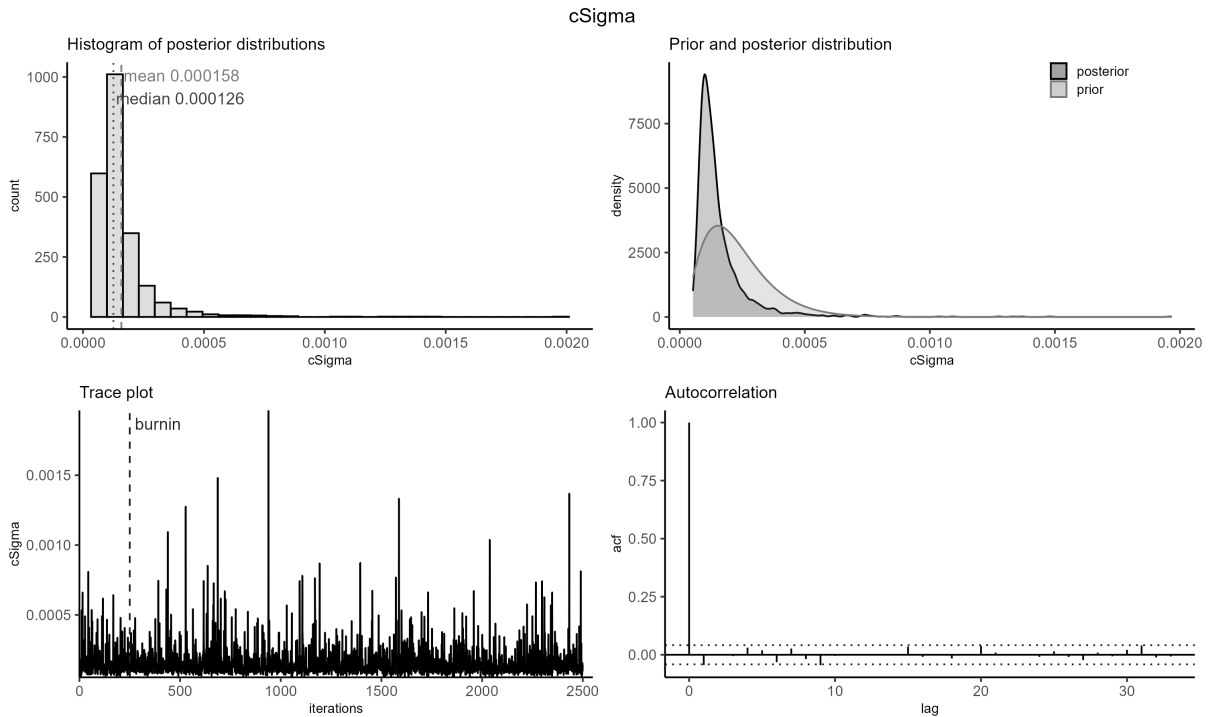 cSigma
Histogram of posterior distributions
mean 0.000158
median 0.000126
1000
750
500
250
0
count
0.0000 0.0005 0.0010 0.0015 0.0020
cSigma
Prior and posterior distribution
posterior
prior
7500
5000
2500
0
density
0.0000 0.0005 0.0010 0.0015 0.0020
cSigma
Trace plot
burnin
0.0015
0.0010
0.0005
cSigma
0 500 1000 1500 2000 2500
iterations
Autocorrelation
1.00
0.75
0.50
0.25
0.00
acf
0 10 20 30
lag